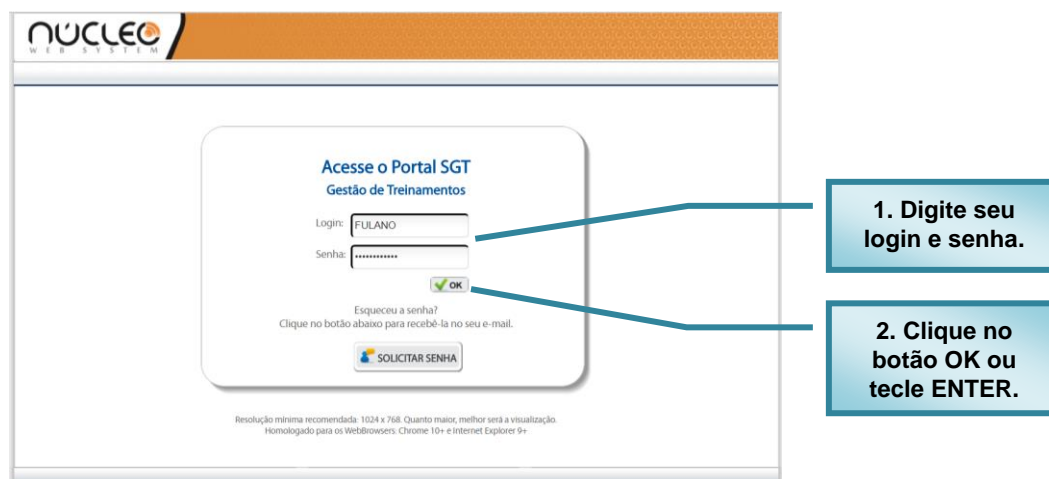 NÚCLEO
WEB SYSTEM
Acesse o Portal SGT
Gestão de Treinamentos
Login: FULANO
Senha: ••••••••••••
OK
Esqueceu a senha?
Clique no botão abaixo para recebê-la no seu e-mail.
SOLICITAR SENHA
Resolução mínima recomendada: 1024 x 768. Quanto maior, melhor será a visualização.
Homologado para os WebBrowsers: Chrome 10+ e Internet Explorer 9+
1. Digite seu
login e senha.
2. Clique no
botão OK ou
tecle ENTER.